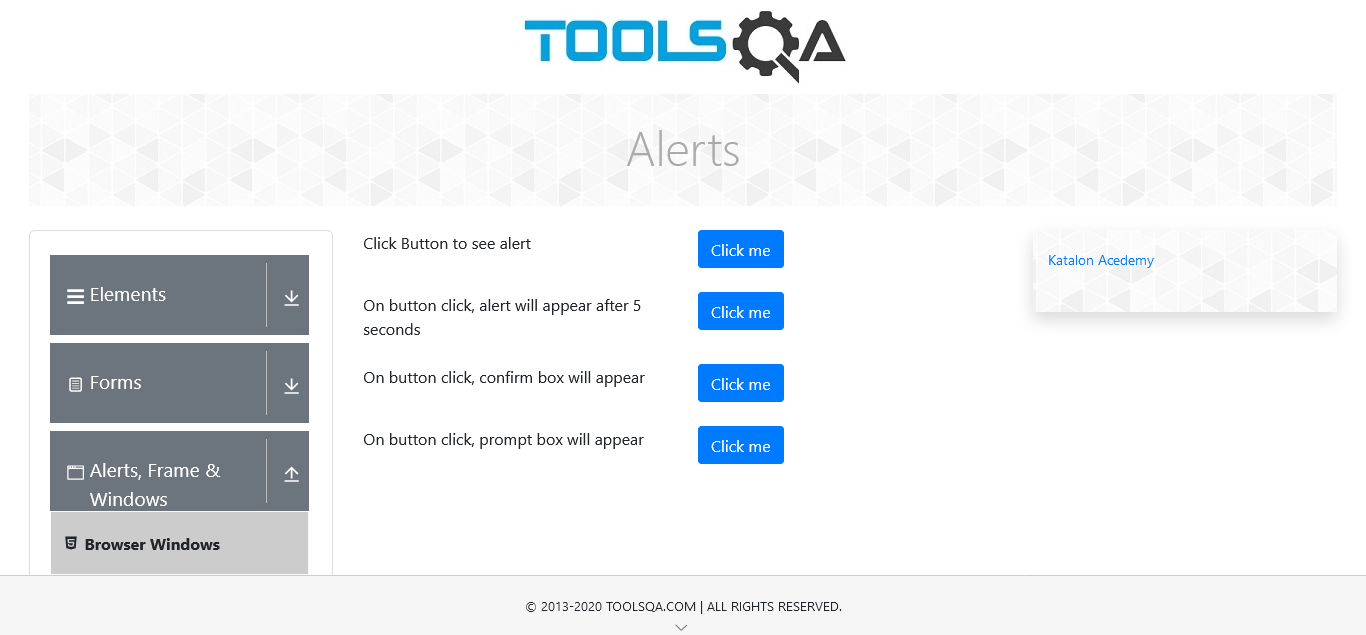 TOOLSQA
Alerts
Elements
Forms
Alerts, Frame &
Windows
Browser Windows
Click Button to see alert
Click me
On button click, alert will appear after 5
seconds
Click me
On button click, confirm box will appear
Click me
On button click, prompt box will appear
Click me
Katalon Acedemy
© 2013-2020 TOOLSQA.COM | ALL RIGHTS RESERVED.